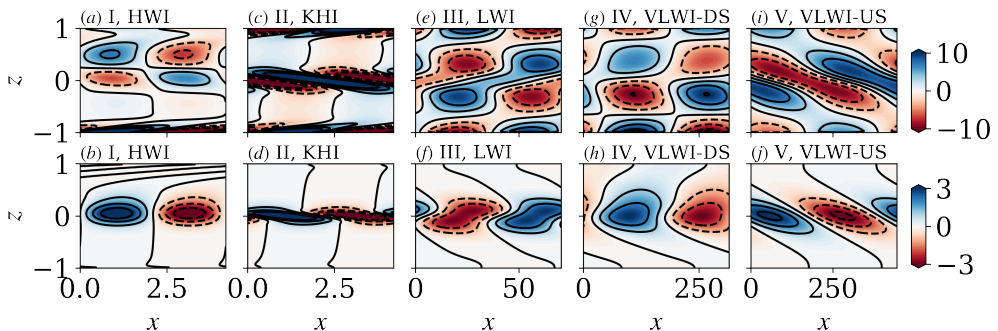 (a) I, HWI
(c) II, KHI
(e) III, LWI
(g) IV, VLWI-DS
(i) V, VLWI-US
1
z
0
−1
10
0
−10
(b) I, HWI
(d) II, KHI
(f) III, LWI
(h) IV, VLWI-DS
(j) V, VLWI-US
1
z
0
−1
3
0
−3
0.0 2.5 0.0 2.5 0 50 0 250 0 250
x x x x x